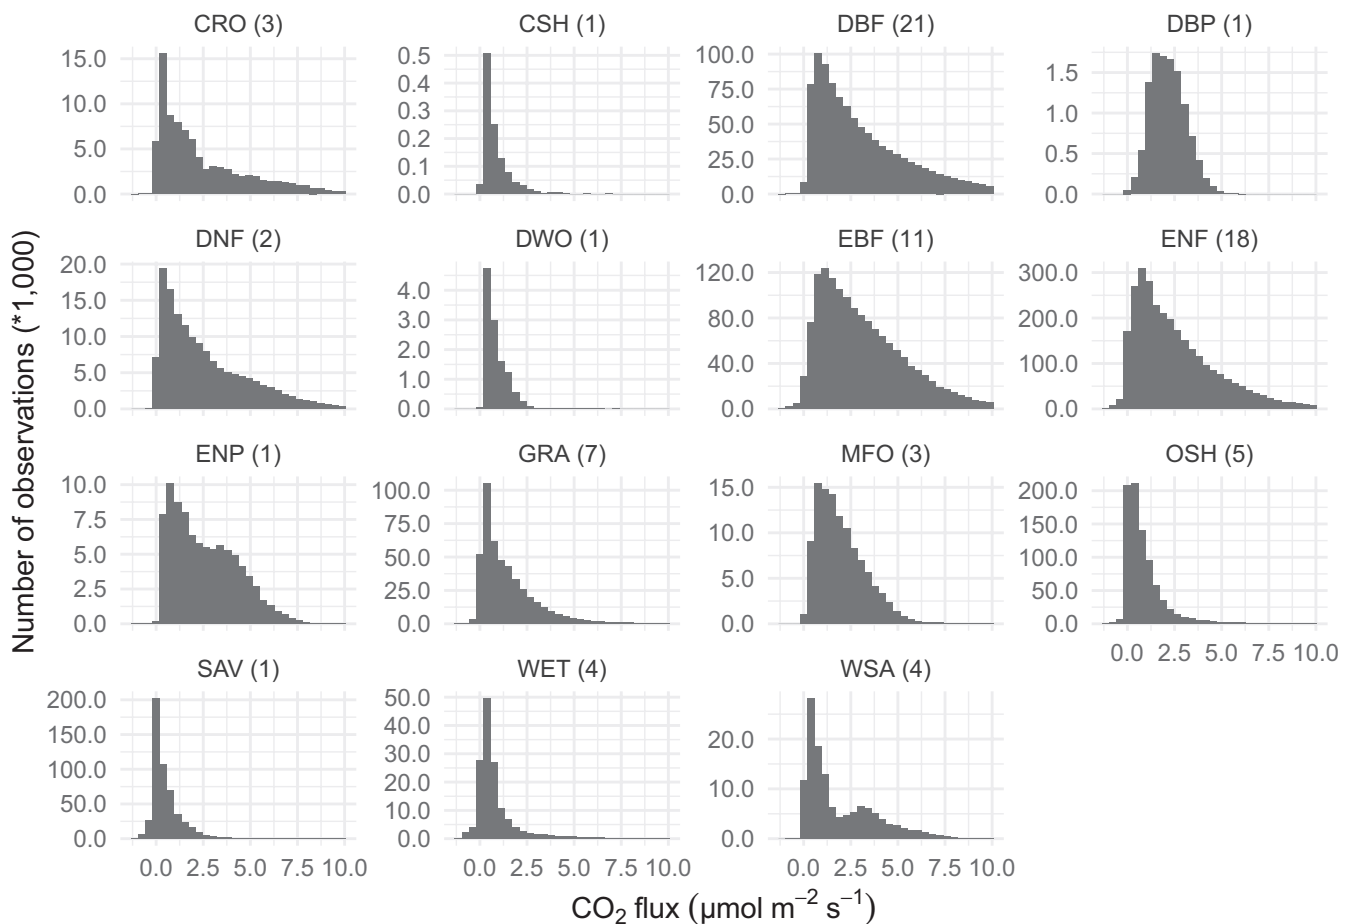 CRO (3) CSH (1) DBF (21) DBP (1)
15.0 0.5 100.0 1.5
10.0 0.4 75.0 1.0
5.0 0.3 50.0 0.5
0.0 0.2 25.0 0.0
0.1 0.0
0.0
DNF (2) DWO (1) EBF (11) ENF (18)
20.0 4.0 120.0 300.0
15.0 3.0 80.0 200.0
10.0 2.0 40.0 100.0
5.0 1.0 0.0 0.0
0.0 0.0
Number of observations (*1,000)
ENP (1) GRA (7) MFO (3) OSH (5)
10.0 100.0 15.0 200.0
7.5 75.0 10.0 150.0
5.0 50.0 5.0 100.0
2.5 25.0 0.0 50.0
0.0 0.0 0.0
0.0 2.5 5.0 7.5 10.0
SAV (1) WET (4) WSA (4)
200.0 50.0 20.0
150.0 40.0 10.0
100.0 30.0 0.0
50.0 20.0
0.0 10.0
0.0
0.0 2.5 5.0 7.5 10.0 0.0 2.5 5.0 7.5 10.0 0.0 2.5 5.0 7.5 10.0
CO₂ flux (μmol m⁻² s⁻¹)